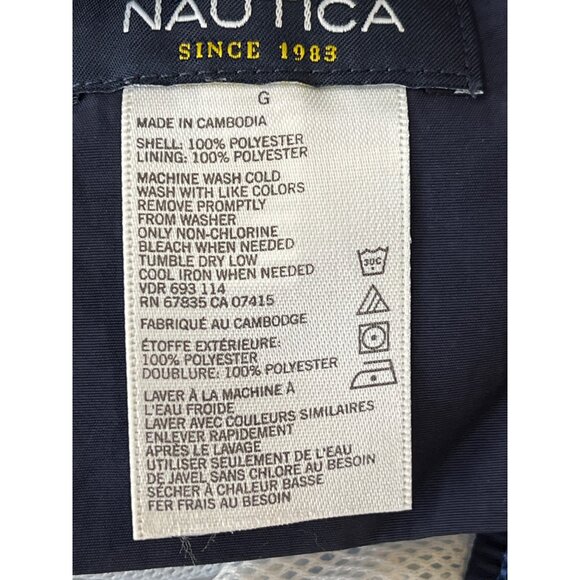 NAUTICA
SINCE 1983
G
MADE IN CAMBODIA
SHELL: 100% POLYESTER
LINING: 100% POLYESTER
MACHINE WASH COLD
WASH WITH LIKE COLORS
REMOVE PROMPTLY
FROM WASHER
ONLY NON-CHLORINE
BLEACH WHEN NEEDED
TUMBLE DRY LOW
COOL IRON WHEN NEEDED
VDR 693 114
RN 67835 CA 07415
30C
FABRIQUÉ AU CAMBODGE
ÉTOFFE EXTÉRIEURE:
100% POLYESTER
DOUBLURE: 100% POLYESTER
LAVER À LA MACHINE À
L'EAU FROIDE
LAVER AVEC COULEURS SIMILAIRES
ENLEVER RAPIDEMENT
APRÈS LE LAVAGE
UTILISER SEULEMENT DE L'EAU
DE JAVEL SANS CHLORE AU BESOIN
SÉCHER À CHALEUR BASSE
FER FRAIS AU BESOIN